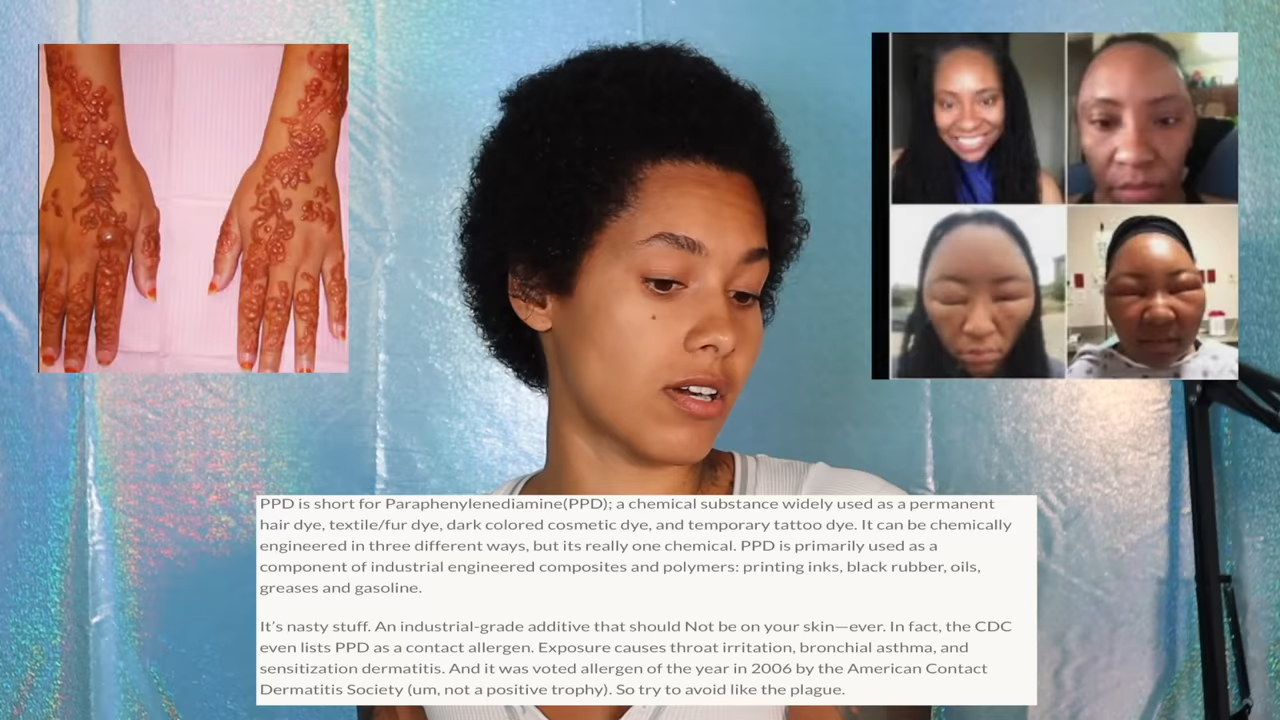 PPD is short for Paraphenylenediamine(PPD); a chemical substance widely used as a permanent
hair dye, textile/fur dye, dark colored cosmetic dye, and temporary tattoo dye. It can be chemically
engineered in three different ways, but its really one chemical. PPD is primarily used as a
component of industrial engineered composites and polymers: printing inks, black rubber, oils,
greases and gasoline.
It's nasty stuff. An industrial-grade additive that should Not be on your skin—ever. In fact, the CDC
even lists PPD as a contact allergen. Exposure causes throat irritation, bronchial asthma, and
sensitization dermatitis. And it was voted allergen of the year in 2006 by the American Contact
Dermatitis Society (um, not a positive trophy). So try to avoid like the plague.